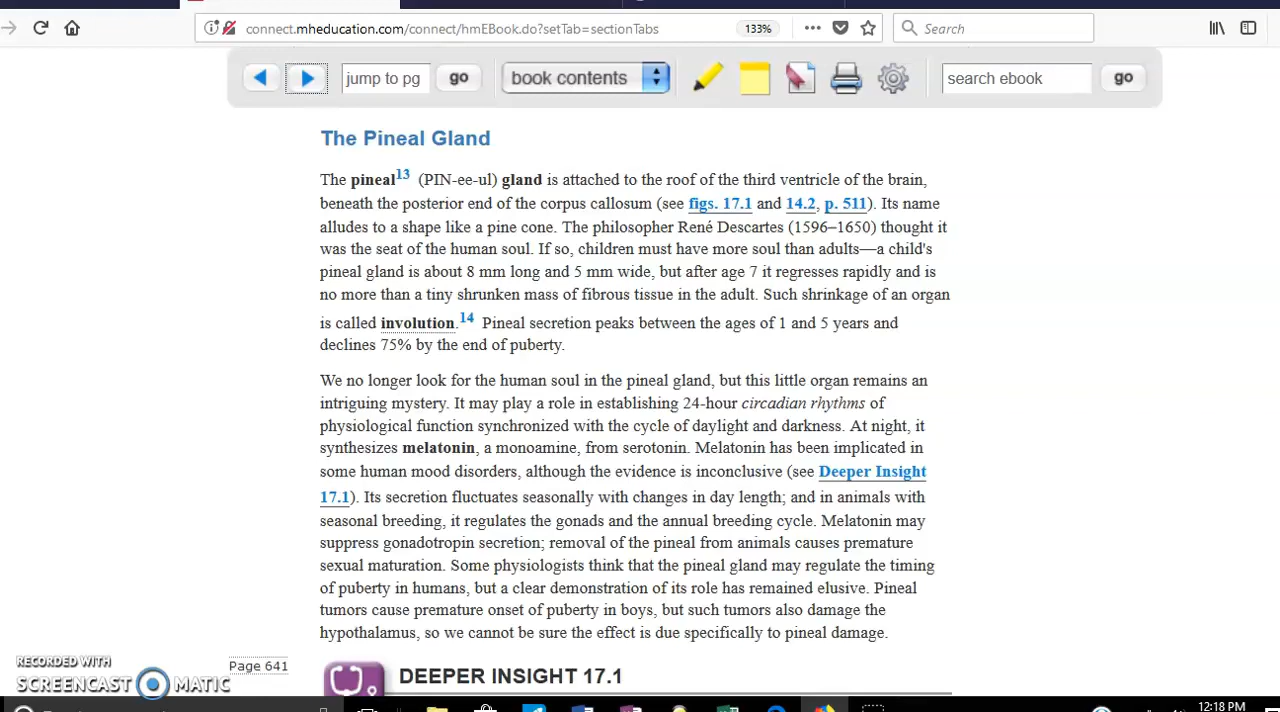 connect.mheducation.com/connect/hmEBook.do?setTab=sectionTabs
133%
Search
jump to pg
go
book contents
search ebook
go
The Pineal Gland
The pineal13 (PIN-ee-ul) gland is attached to the roof of the third ventricle of the brain,
beneath the posterior end of the corpus callosum (see figs. 17.1 and 14.2, p. 511). Its name
alludes to a shape like a pine cone. The philosopher René Descartes (1596–1650) thought it
was the seat of the human soul. If so, children must have more soul than adults—a child's
pineal gland is about 8 mm long and 5 mm wide, but after age 7 it regresses rapidly and is
no more than a tiny shrunken mass of fibrous tissue in the adult. Such shrinkage of an organ
is called involution.14 Pineal secretion peaks between the ages of 1 and 5 years and
declines 75% by the end of puberty.
We no longer look for the human soul in the pineal gland, but this little organ remains an
intriguing mystery. It may play a role in establishing 24-hour circadian rhythms of
physiological function synchronized with the cycle of daylight and darkness. At night, it
synthesizes melatonin, a monoamine, from serotonin. Melatonin has been implicated in
some human mood disorders, although the evidence is inconclusive (see Deeper Insight
17.1). Its secretion fluctuates seasonally with changes in day length; and in animals with
seasonal breeding, it regulates the gonads and the annual breeding cycle. Melatonin may
suppress gonadotropin secretion; removal of the pineal from animals causes premature
sexual maturation. Some physiologists think that the pineal gland may regulate the timing
of puberty in humans, but a clear demonstration of its role has remained elusive. Pineal
tumors cause premature onset of puberty in boys, but such tumors also damage the
hypothalamus, so we cannot be sure the effect is due specifically to pineal damage.
RECORDED WITH
SCREENCAST MATIC
Page 641
DEEPER INSIGHT 17.1
12:18 PM